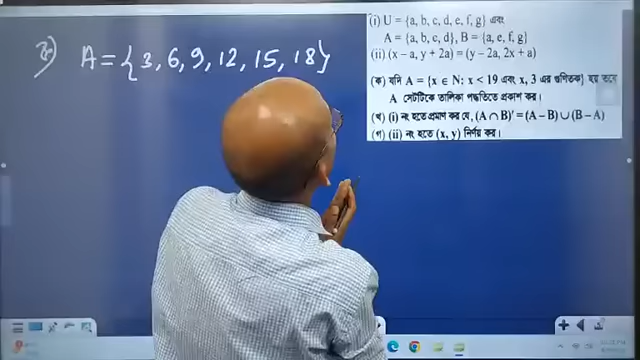 ক) A = {3, 6, 9, 12, 15, 18}
(i) U = {a, b, c, d, e, f, g} এবং
A = {a, b, c, d}, B = {a, e, f, g}
(ii) (x − a, y + 2a) = (y − 2a, 2x + a)
(ক) যদি A = {x ∈ N: x < 19 এবং x, 3 এর গুণিতক} হয় তবে
A সেটটিকে তালিকা পদ্ধতিতে প্রকাশ কর।
(খ) (i) নং হতে প্রমাণ কর যে, (A ∩ B)′ = (A − B) ∪ (B − A)
(গ) (ii) নং হতে (x, y) নির্ণয় কর।